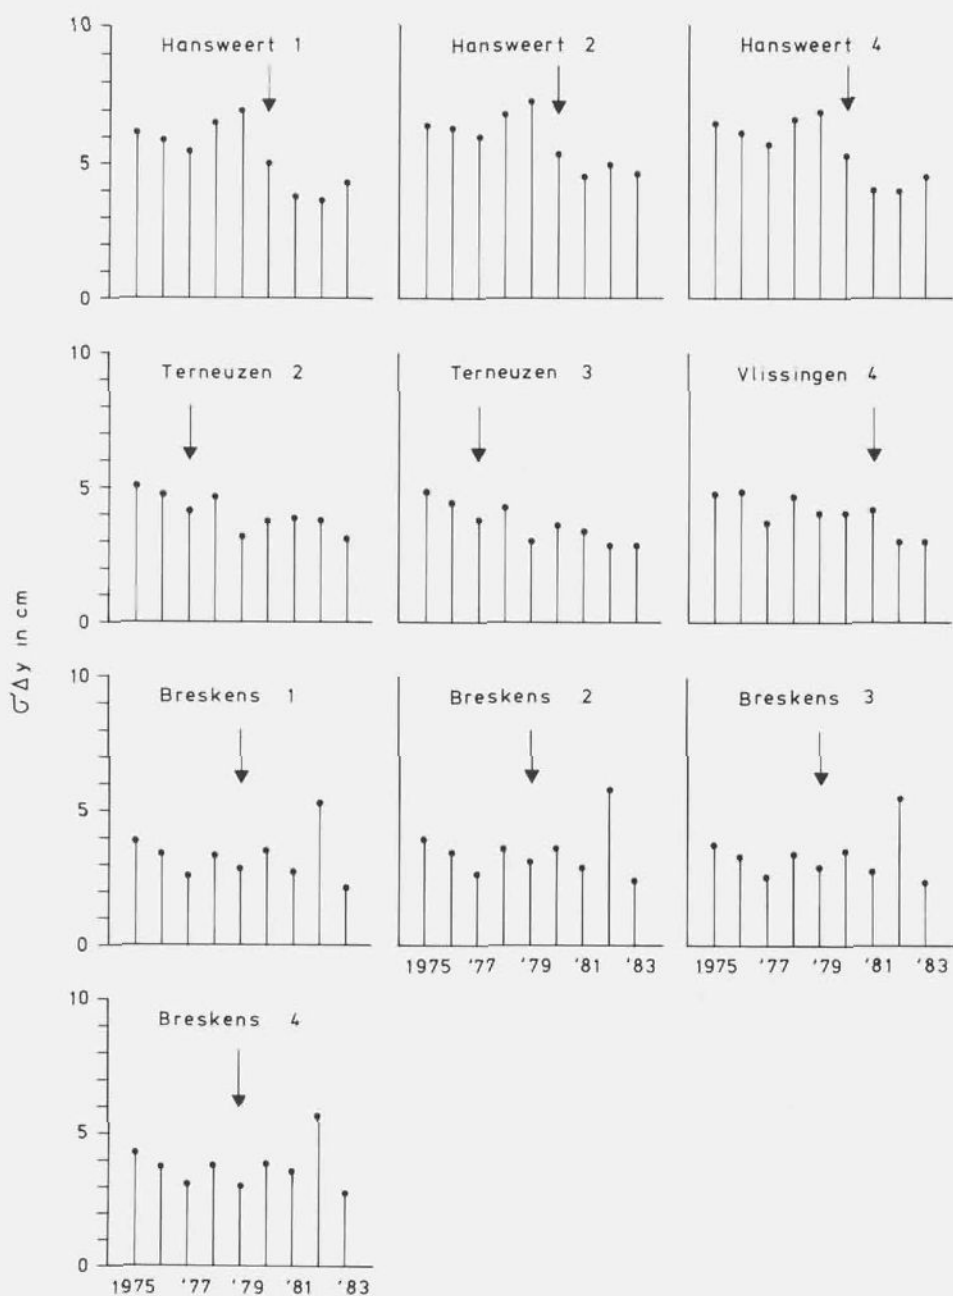 10
5
0
Hansweert 1
Hansweert 2
Hansweert 4
10
5
0
Terneuzen 2
Terneuzen 3
Vlissingen 4
σΔy in cm
10
5
0
Breskens 1
Breskens 2
Breskens 3
1975 '77 '79 '81 '83
1975 '77 '79 '81 '83
10
5
0
Breskens 4
1975 '77 '79 '81 '83